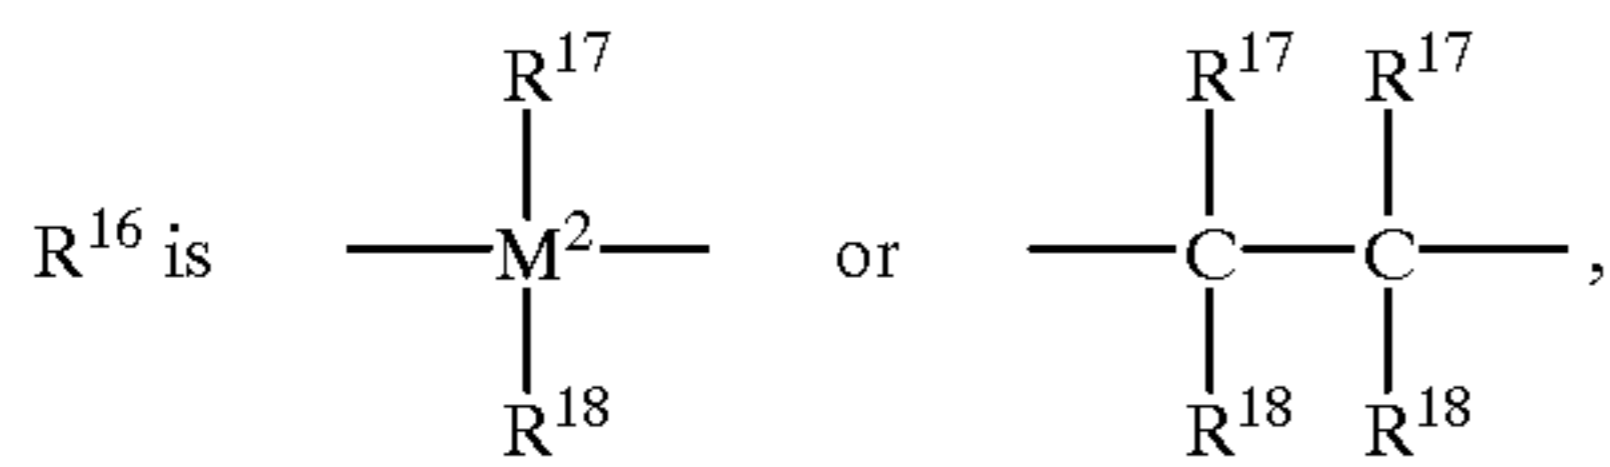 R¹⁷ R¹⁷ R¹⁷
R¹⁶ is —M²— or —C—C—,
R¹⁸ R¹⁸ R¹⁸